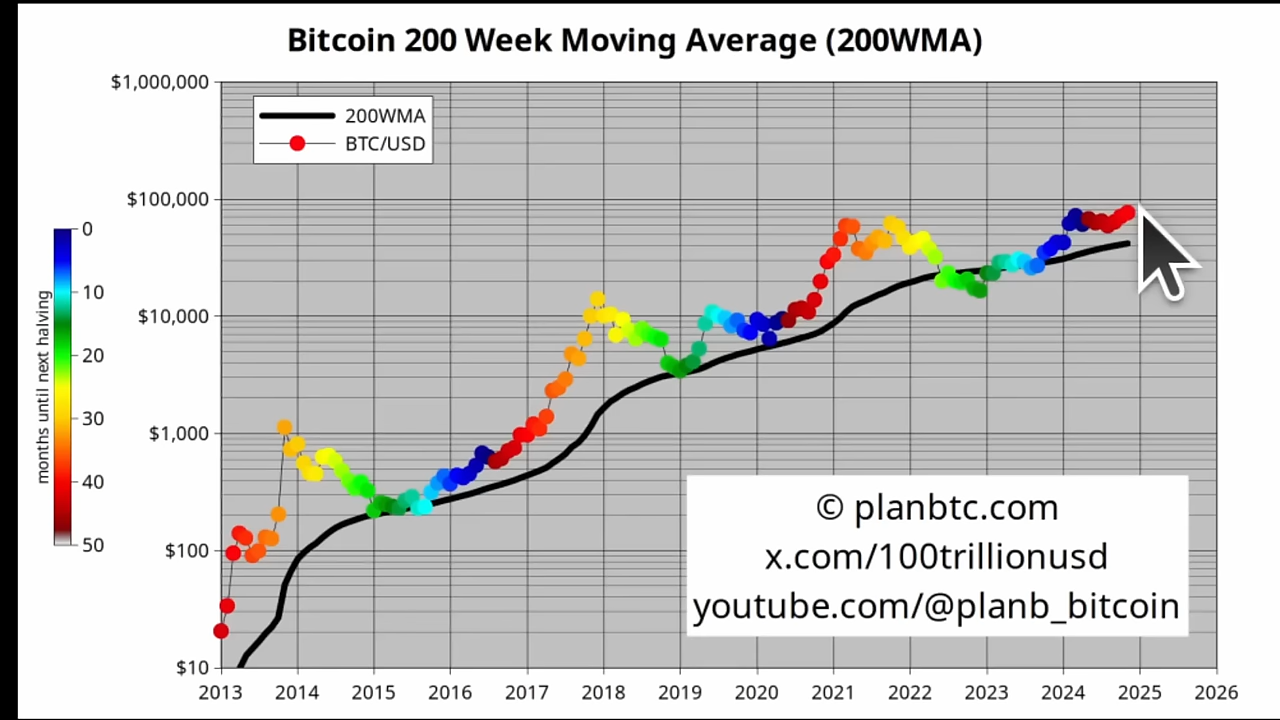 Bitcoin 200 Week Moving Average (200WMA)
$1,000,000
200WMA
BTC/USD
$100,000
$10,000
$1,000
$100
$10
months until next halving
0
10
20
30
40
50
© planbtc.com
x.com/100trillionusd
youtube.com/@planb_bitcoin
2013 2014 2015 2016 2017 2018 2019 2020 2021 2022 2023 2024 2025 2026